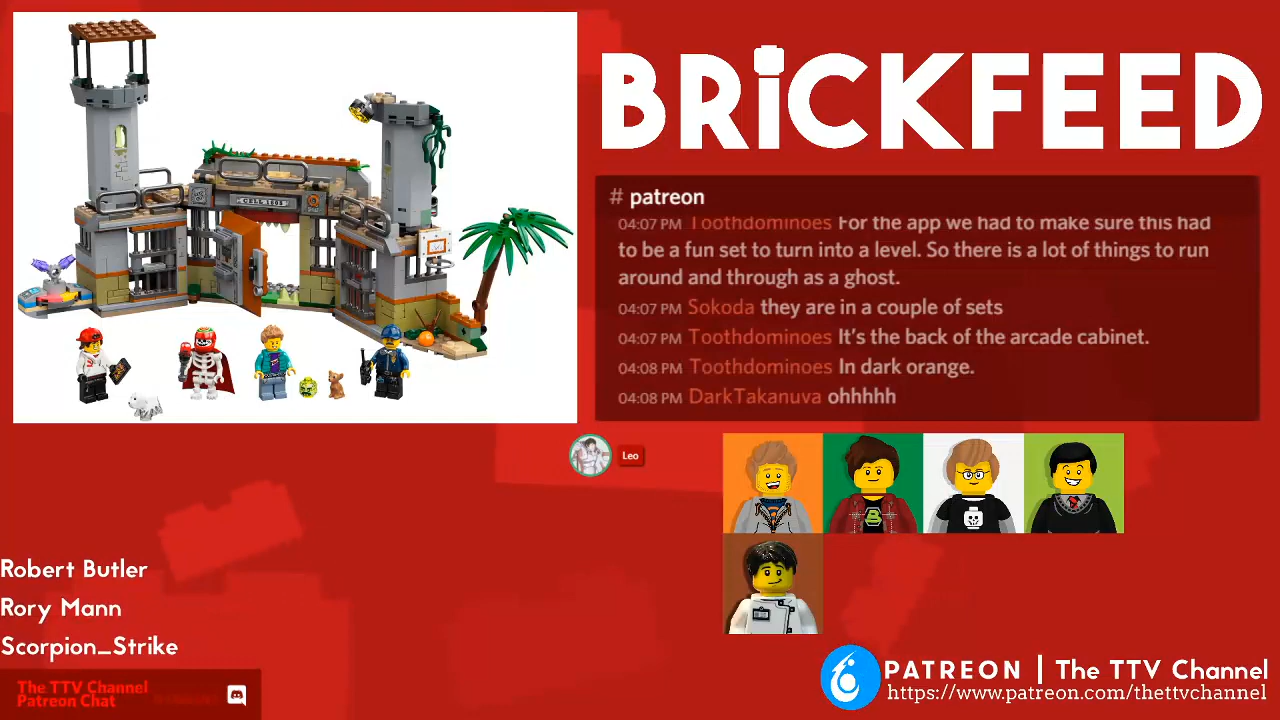 BRiCKFEED
CELL 1009
# patreon
04:07 PM Toothdominoes For the app we had to make sure this had
to be a fun set to turn into a level. So there is a lot of things to run
around and through as a ghost.
04:07 PM Sokoda they are in a couple of sets
04:07 PM Toothdominoes It's the back of the arcade cabinet.
04:08 PM Toothdominoes In dark orange.
04:08 PM DarkTakanuva ohhhhh
Leo
Robert Butler
Rory Mann
Scorpion_Strike
The TTV Channel
Patreon Chat
PATREON | The TTV Channel
https://www.patreon.com/thettvchannel